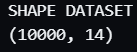 SHAPE DATASET
(10000, 14)